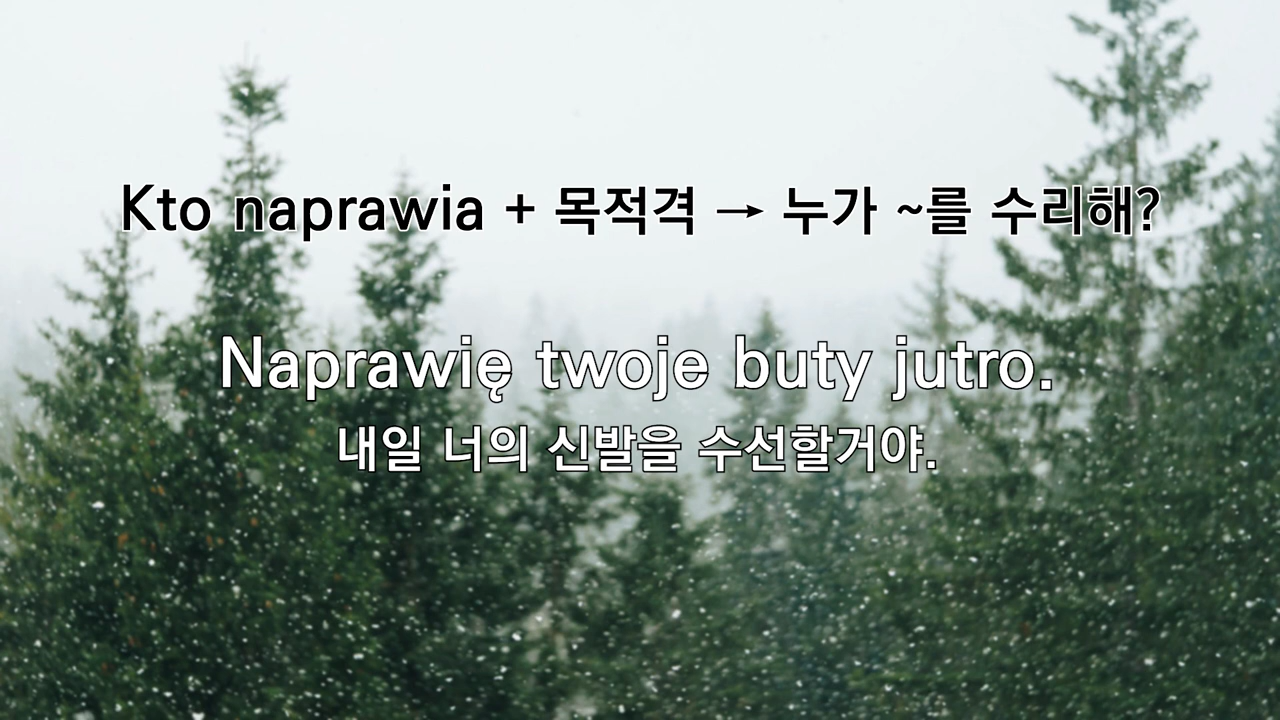 Kto naprawia + 목적격 → 누가 ~를 수리해?
Naprawię twoje buty jutro.
내일 너의 신발을 수선할거야.